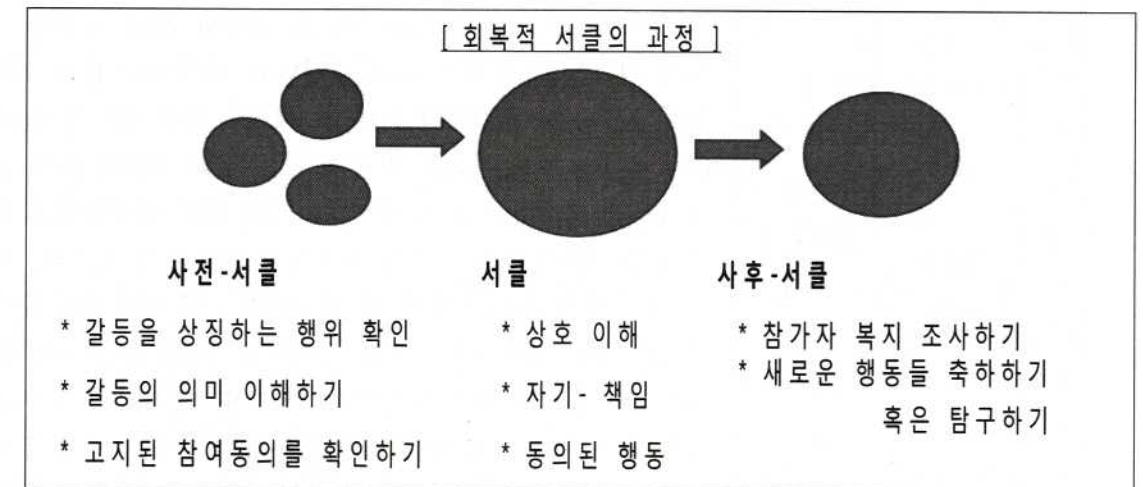 [ 회복적 서클의 과정 ]
사전-서클
* 갈등을 상징하는 행위 확인
* 갈등의 의미 이해하기
* 고지된 참여동의를 확인하기
서클
* 상호 이해
* 자기- 책임
* 동의된 행동
사후-서클
* 참가자 복지 조사하기
* 새로운 행동들 축하하기
혹은 탐구하기